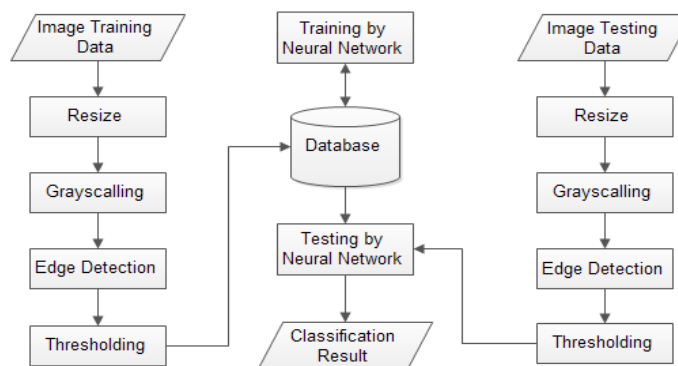 Image Training
Data
Resize
Grayscalling
Edge Detection
Thresholding
Training by
Neural Network
Database
Testing by
Neural Network
Classification
Result
Image Testing
Data
Resize
Grayscalling
Edge Detection
Thresholding